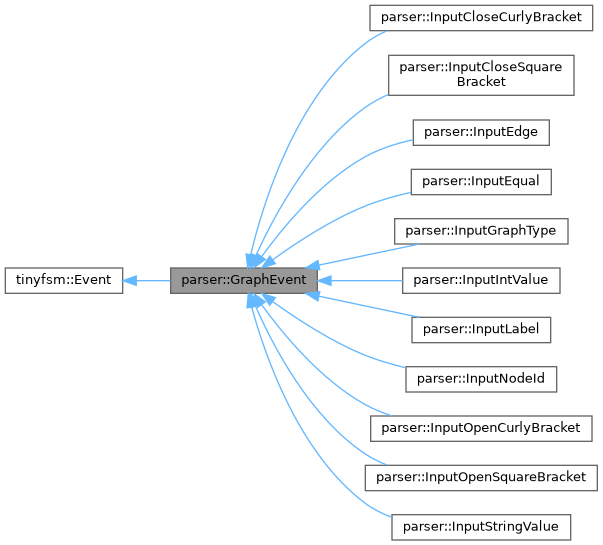 parser::InputCloseCurlyBracket
parser::InputCloseSquare
Bracket
parser::InputEdge
parser::InputEqual
parser::InputGraphType
tinyfsm::Event
parser::GraphEvent
parser::InputIntValue
parser::InputLabel
parser::InputNodeId
parser::InputOpenCurlyBracket
parser::InputOpenSquareBracket
parser::InputStringValue